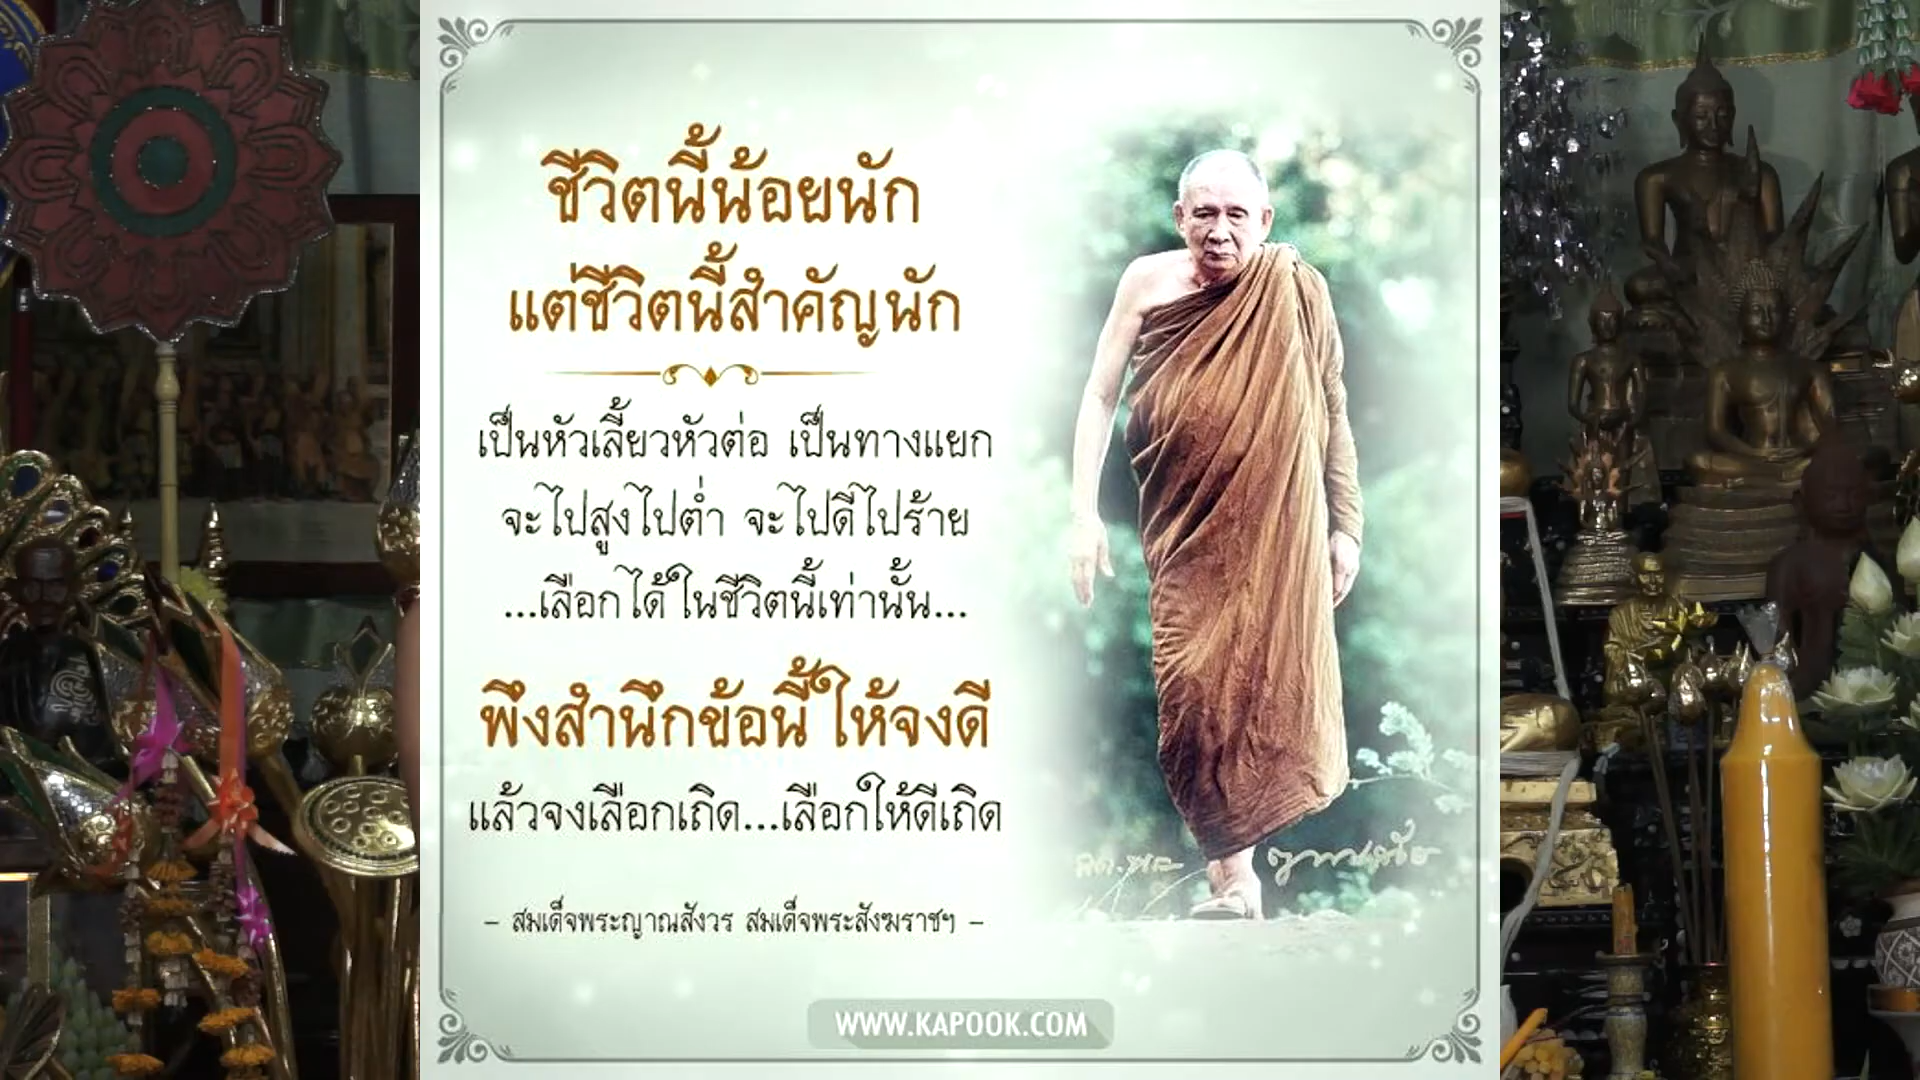 ชีวิตนี้น้อยนัก
แต่ชีวิตนี้สำคัญนัก
เป็นหัวเลี้ยวหัวต่อ เป็นทางแยก
จะไปสูงไปต่ำ จะไปดีไปร้าย
...เลือกได้ ในชีวิตนี้เท่านั้น...
พึงสำนึกข้อนี้ ให้จงดี
แล้วจงเลือกเถิด...เลือกให้ดีเถิด
– สมเด็จพระญาณสังวร สมเด็จพระสังฆราชฯ –
WWW.KAPOOK.COM